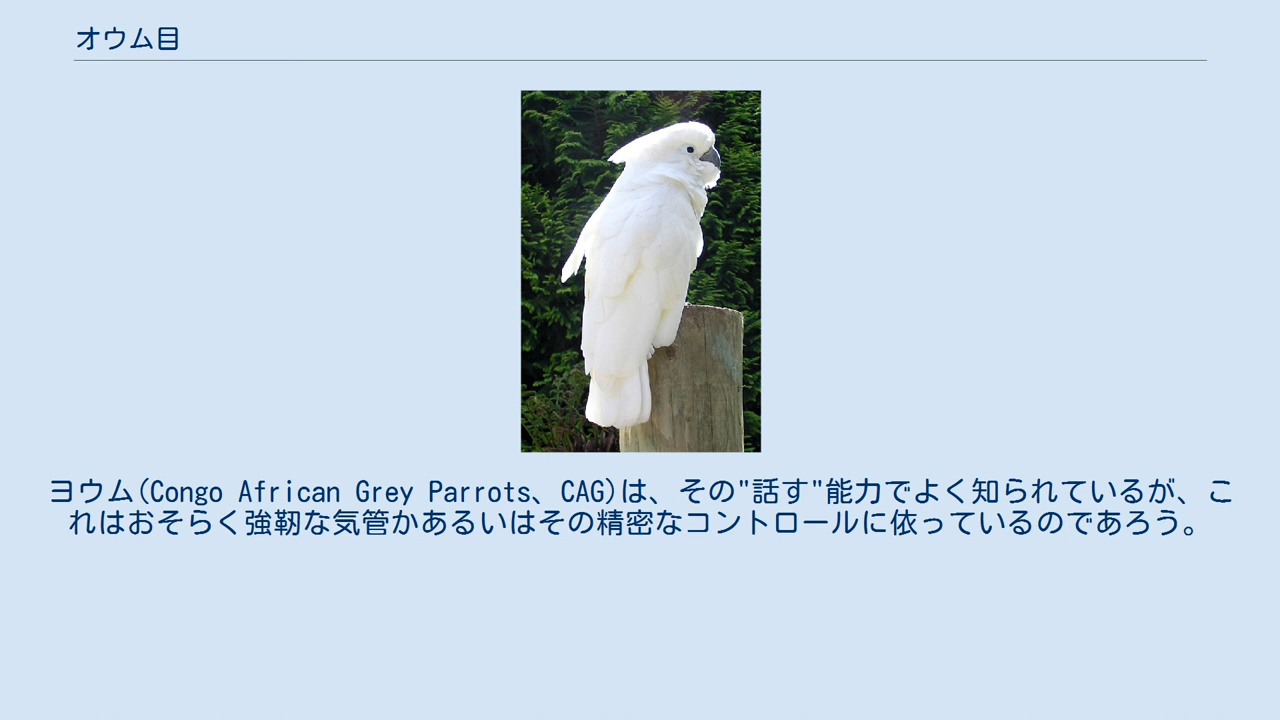 オウム目
ヨウム(Congo African Grey Parrots、CAG)は、その"話す"能力でよく知られているが、こ
れはおそらく強靭な気管かあるいはその精密なコントロールに依っているのであろう。